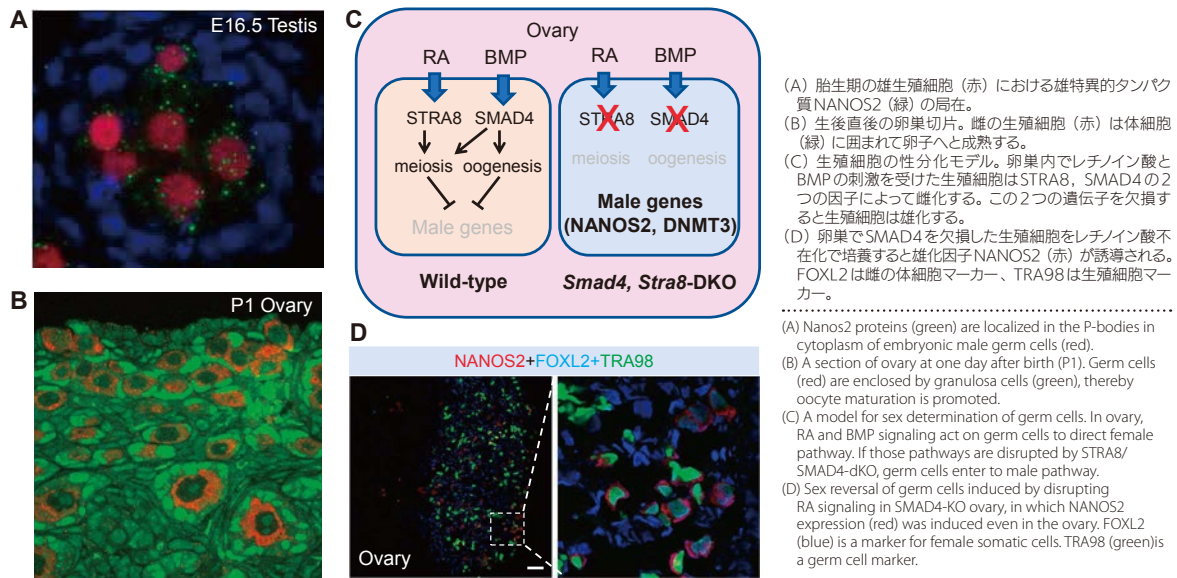 A
E16.5 Testis
B
P1 Ovary
C
Ovary
RA
BMP
STRA8
SMAD4
meiosis
oogenesis
Male genes
Wild-type
RA
BMP
STRA8
SMAD4
meiosis
oogenesis
Male genes
(NANOS2, DNMT3)
Smad4, Stra8-DKO
D
NANOS2+FOXL2+TRA98
Ovary
(A) 胎生期の雄生殖細胞(赤)における雄特異的タンパク
質NANOS2(緑)の局在。
(B) 生後直後の卵巣切片。雌の生殖細胞(赤)は体細胞
(緑)に囲まれて卵子へと成熟する。
(C) 生殖細胞の性分化モデル。卵巣内でレチノイン酸と
BMPの刺激を受けた生殖細胞はSTRA8,SMAD4の2
つの因子によって雌化する。この2つの遺伝子を欠損す
ると生殖細胞は雄化する。
(D) 卵巣でSMAD4を欠損した生殖細胞をレチノイン酸不
在化で培養すると雄化因子NANOS2(赤)が誘導される。
FOXL2は雌の体細胞マーカー、TRA98は生殖細胞マー
カー。
(A) Nanos2 proteins (green) are localized in the P-bodies in
cytoplasm of embryonic male germ cells (red).
(B) A section of ovary at one day after birth (P1). Germ cells
(red) are enclosed by granulosa cells (green), thereby
oocyte maturation is promoted.
(C) A model for sex determination of germ cells. In ovary,
RA and BMP signaling act on germ cells to direct female
pathway. If those pathways are disrupted by STRA8/
SMAD4-dKO, germ cells enter to male pathway.
(D) Sex reversal of germ cells induced by disrupting
RA signaling in SMAD4-KO ovary, in which NANOS2
expression (red) was induced even in the ovary. FOXL2
(blue) is a marker for female somatic cells. TRA98 (green)is
a germ cell marker.